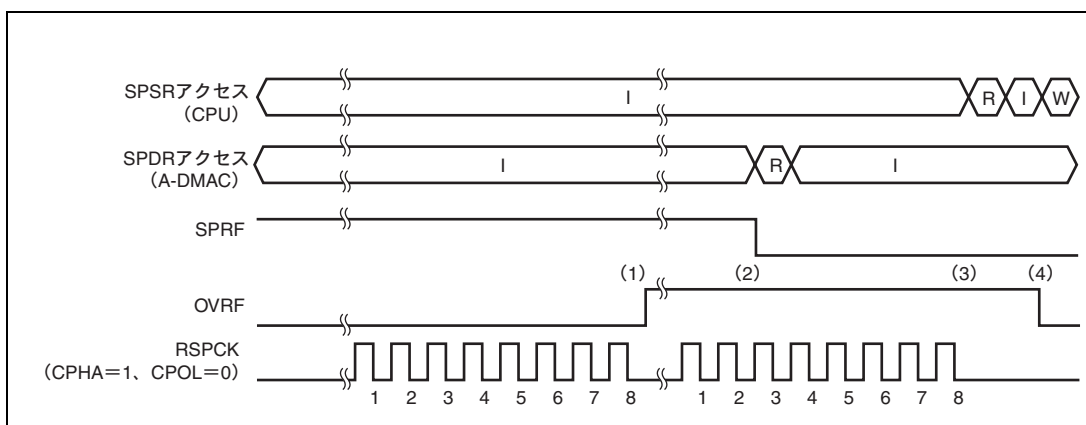 SPSRアクセス
（CPU）
I
R
I
W
SPDRアクセス
（A-DMAC）
I
R
I
SPRF
（1）
（2）
（3）
（4）
OVRF
RSPCK
（CPHA＝1、CPOL＝0）
1 2 3 4 5 6 7 8
1 2 3 4 5 6 7 8